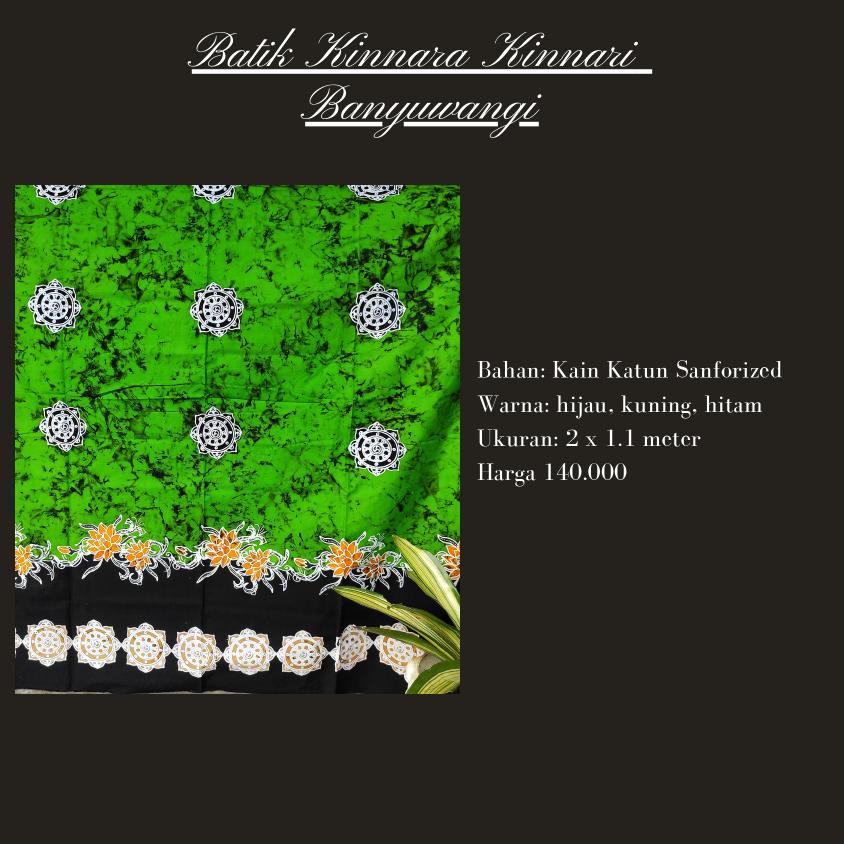 Batik Kinnara Kinnari
Banyuwangi
Bahan: Kain Katun Sanforized
Warna: hijau, kuning, hitam
Ukuran: 2 x 1.1 meter
Harga 140.000